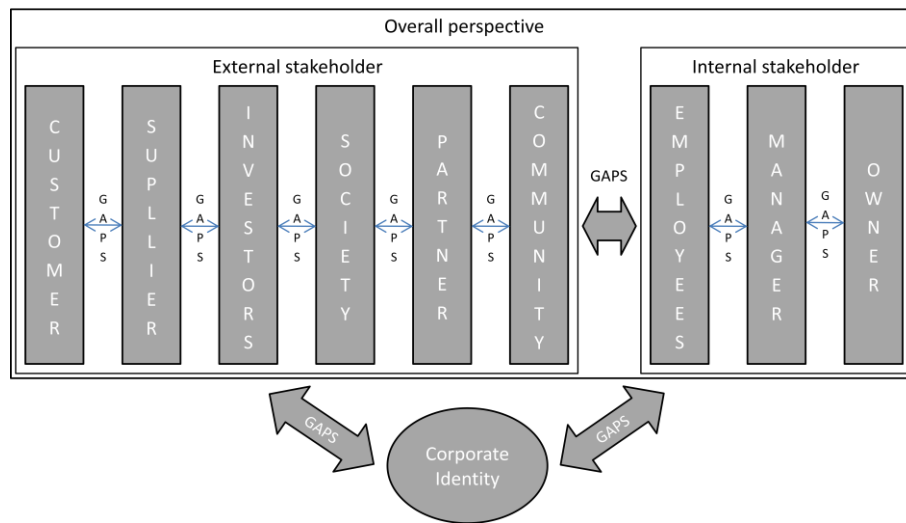 Overall perspective
External stakeholder
Internal stakeholder
CUSTOMER
GAPS
SUPLLIER
GAPS
INVESTORS
GAPS
SOCIETY
GAPS
PARTNER
GAPS
COMMUNITY
GAPS
EMPLOYEES
GAPS
MANAGER
GAPS
OWNER
GAPS
GAPS
Corporate
Identity